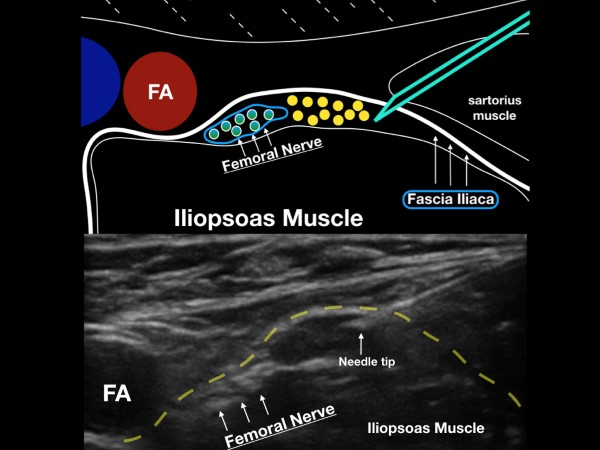 FA
sartorius
muscle
Femoral Nerve
Fascia Iliaca
Iliopsoas Muscle
Needle tip
FA
Femoral Nerve
Iliopsoas Muscle